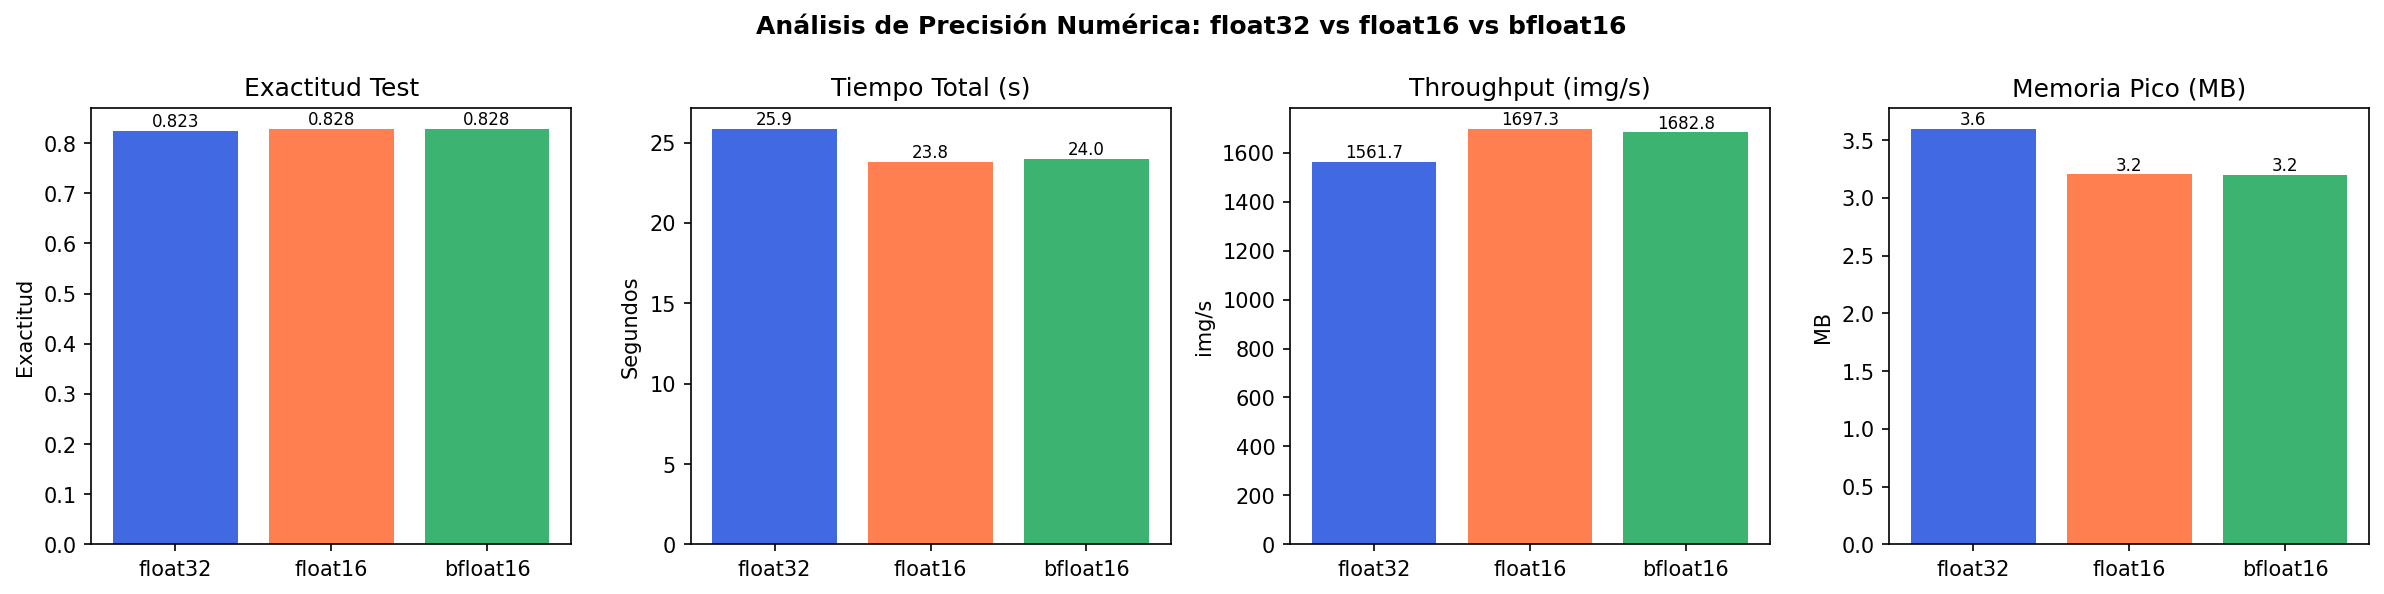 Análisis de Precisión Numérica: float32 vs float16 vs bfloat16
Exactitud Test
0.823
0.828
0.828
0.8
0.7
0.6
0.5
0.4
0.3
0.2
0.1
0.0
Exactitud
float32
float16
bfloat16
Tiempo Total (s)
25.9
23.8
24.0
25
20
15
10
5
0
Segundos
float32
float16
bfloat16
Throughput (img/s)
1561.7
1697.3
1682.8
1600
1400
1200
1000
800
600
400
200
0
img/s
float32
float16
bfloat16
Memoria Pico (MB)
3.6
3.2
3.2
3.5
3.0
2.5
2.0
1.5
1.0
0.5
0.0
MB
float32
float16
bfloat16